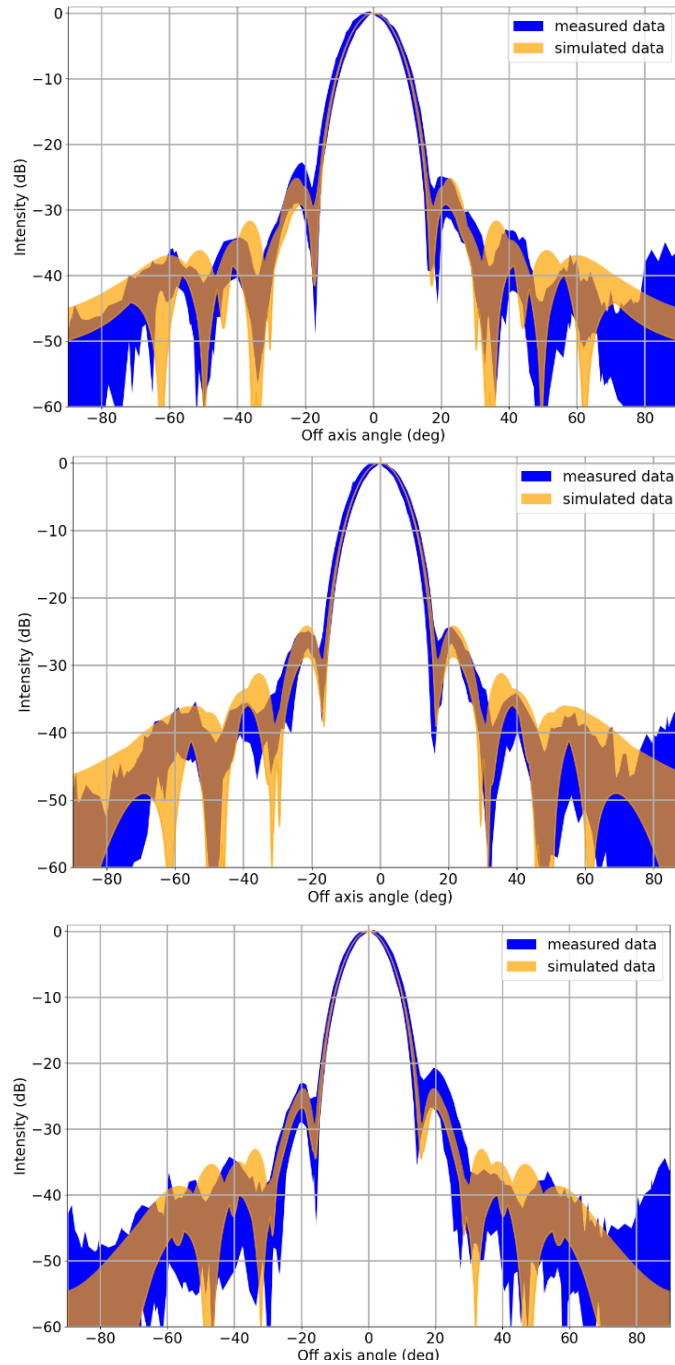 0
measured data
simulated data
−10
−20
−30
−40
−50
−60
Intensity (dB)
−80 −60 −40 −20 0 20 40 60 80
Off axis angle (deg)
0
measured data
simulated data
−10
−20
−30
−40
−50
−60
Intensity (dB)
−80 −60 −40 −20 0 20 40 60 80
Off axis angle (deg)
0
measured data
simulated data
−10
−20
−30
−40
−50
−60
Intensity (dB)
−80 −60 −40 −20 0 20 40 60 80
Off axis angle (deg)